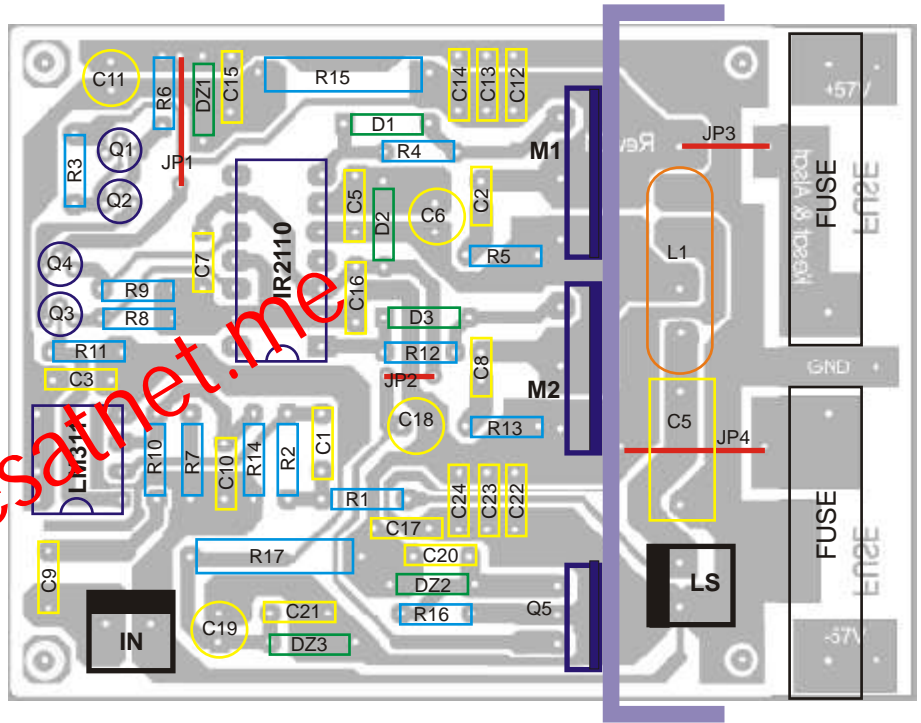 C11
R6
DZ1
C15
R15
C14
C13
C12
+57V
JP3
D1
Rev
M1
R4
Q1
R3
JP1
Q2
C5
D2
C6
C2
FUSE
FUSE
L1
R5
Q4
C7
IR2110
C16
R9
Q3
R8
D3
R11
R12
C8
GND
C3
JP2
M2
C18
C5
JP4
R13
LM311
R10
R7
C10
R14
R2
C1
R1
C24
C23
C22
C17
FUSE
FUSE
R17
C20
C9
DZ2
LS
Q5
C21
R16
IN
C19
DZ3
-57V
satnet.me